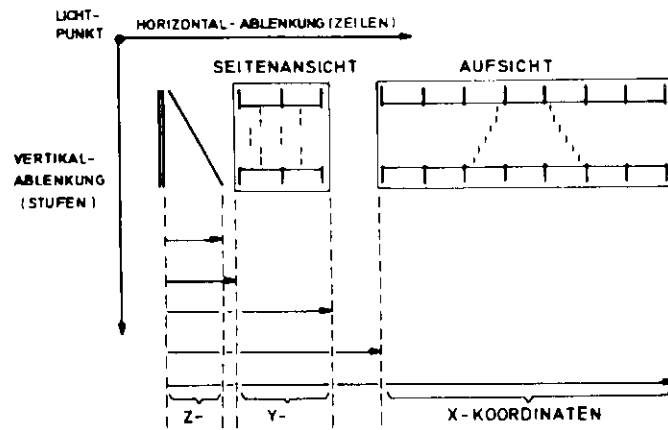 LICHT-
PUNKT
HORIZONTAL-ABLENKUNG (ZEILEN)
SEITENANSICHT
AUFSICHT
VERTIKAL-
ABLENKUNG
(STUFEN)
Z-
Y-
X-KOORDINATEN